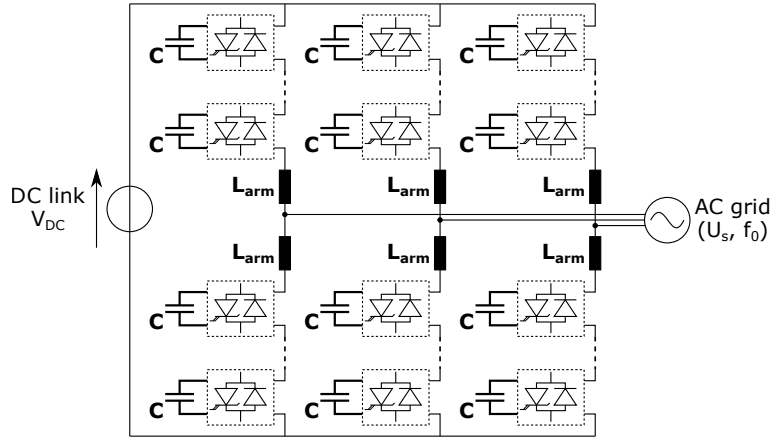 C C C
C C C
L_arm L_arm L_arm
DC link
V_DC
AC grid
(U_s, f_0)
L_arm L_arm L_arm
C C C
C C C